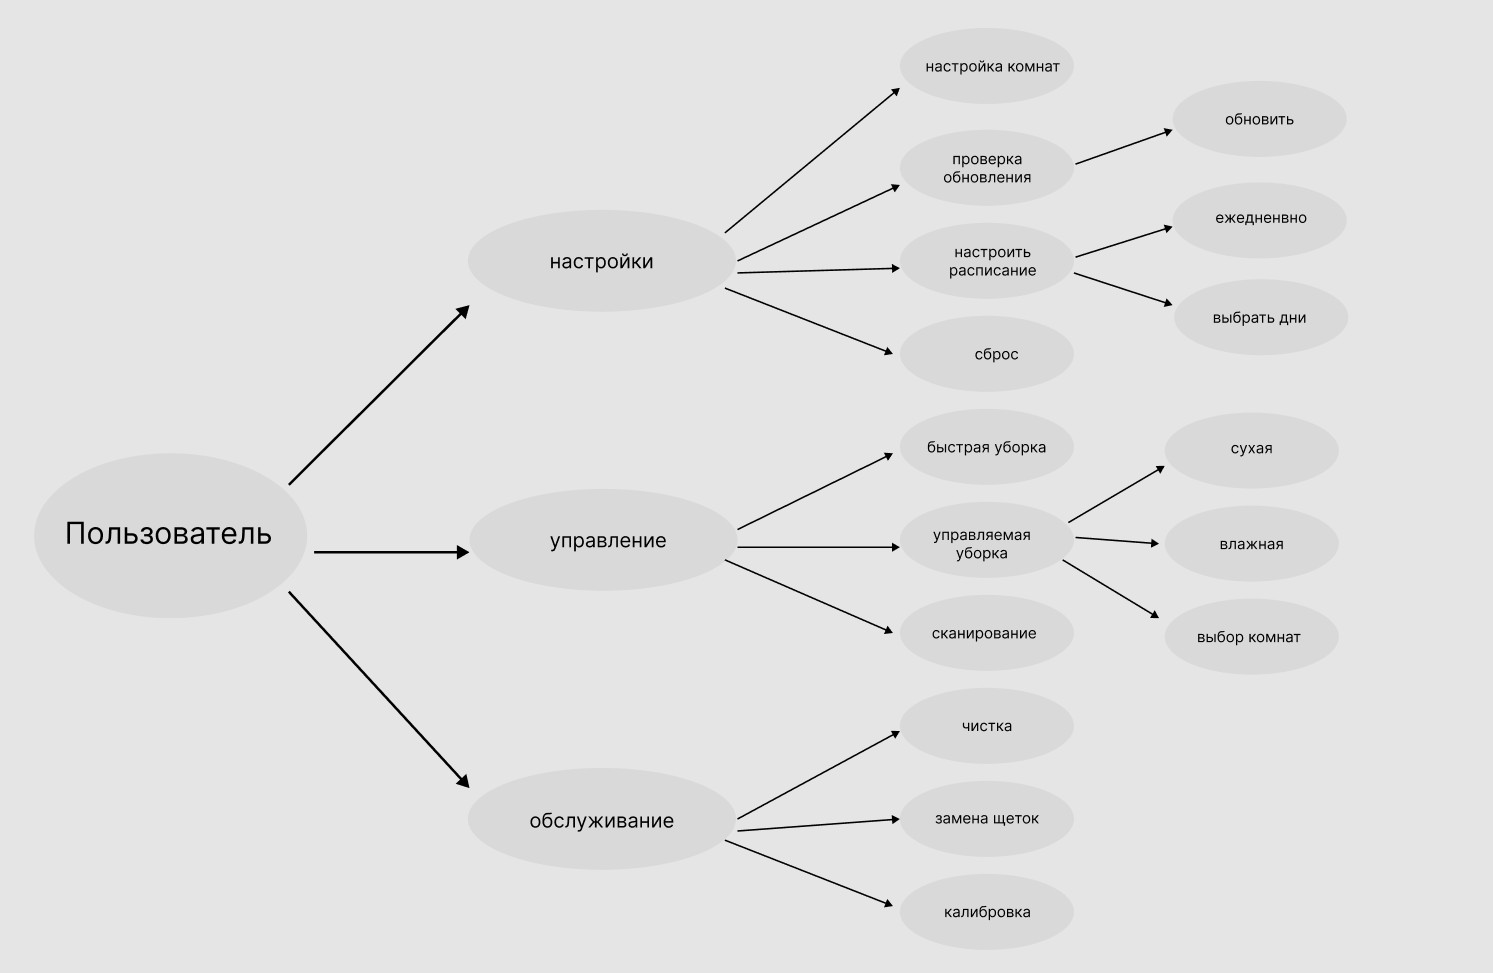 Пользователь
настройки
настройка комнат
проверка
обновления
обновить
настроить
расписание
ежедненвно
выбрать дни
сброс
управление
быстрая уборка
управляемая
уборка
сухая
влажная
выбор комнат
сканирование
обслуживание
чистка
замена щеток
калибровка